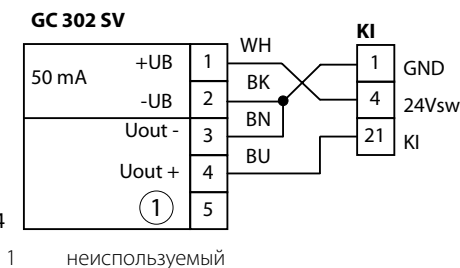 GC 302 SV
KI
50 mA
+UB 1 WH 1 GND
-UB 2 BK 4 24Vsw
Uout - 3 BN 21 KI
Uout + 4 BU
1 5
4
1 неиспользуемый